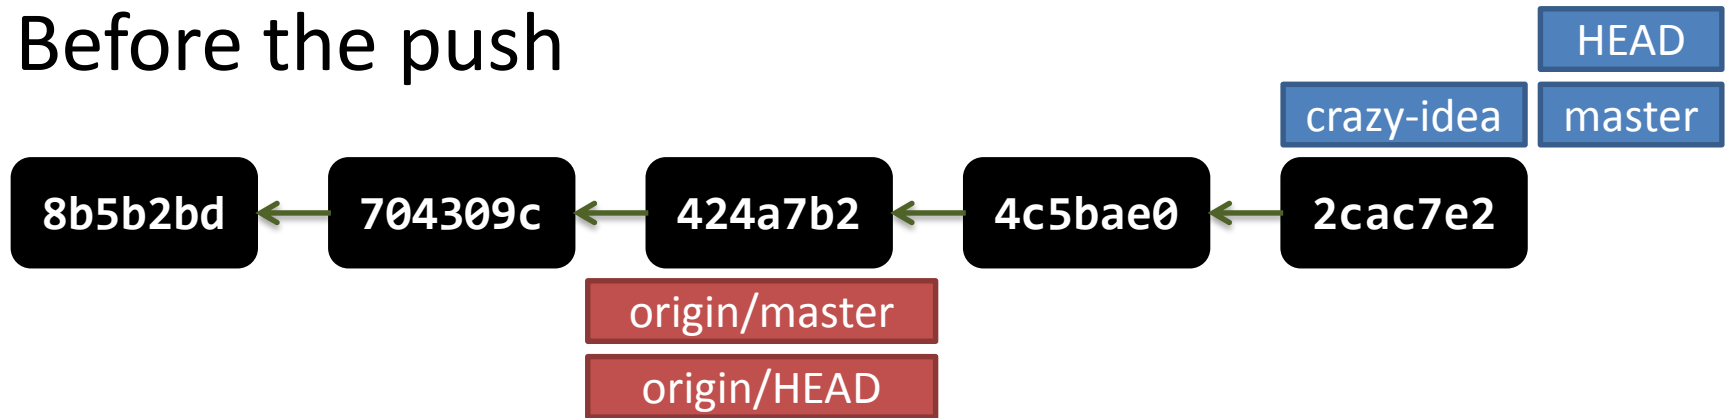 Before the push
HEAD
crazy-idea master
8b5b2bd 704309c 424a7b2 4c5bae0 2cac7e2
origin/master
origin/HEAD